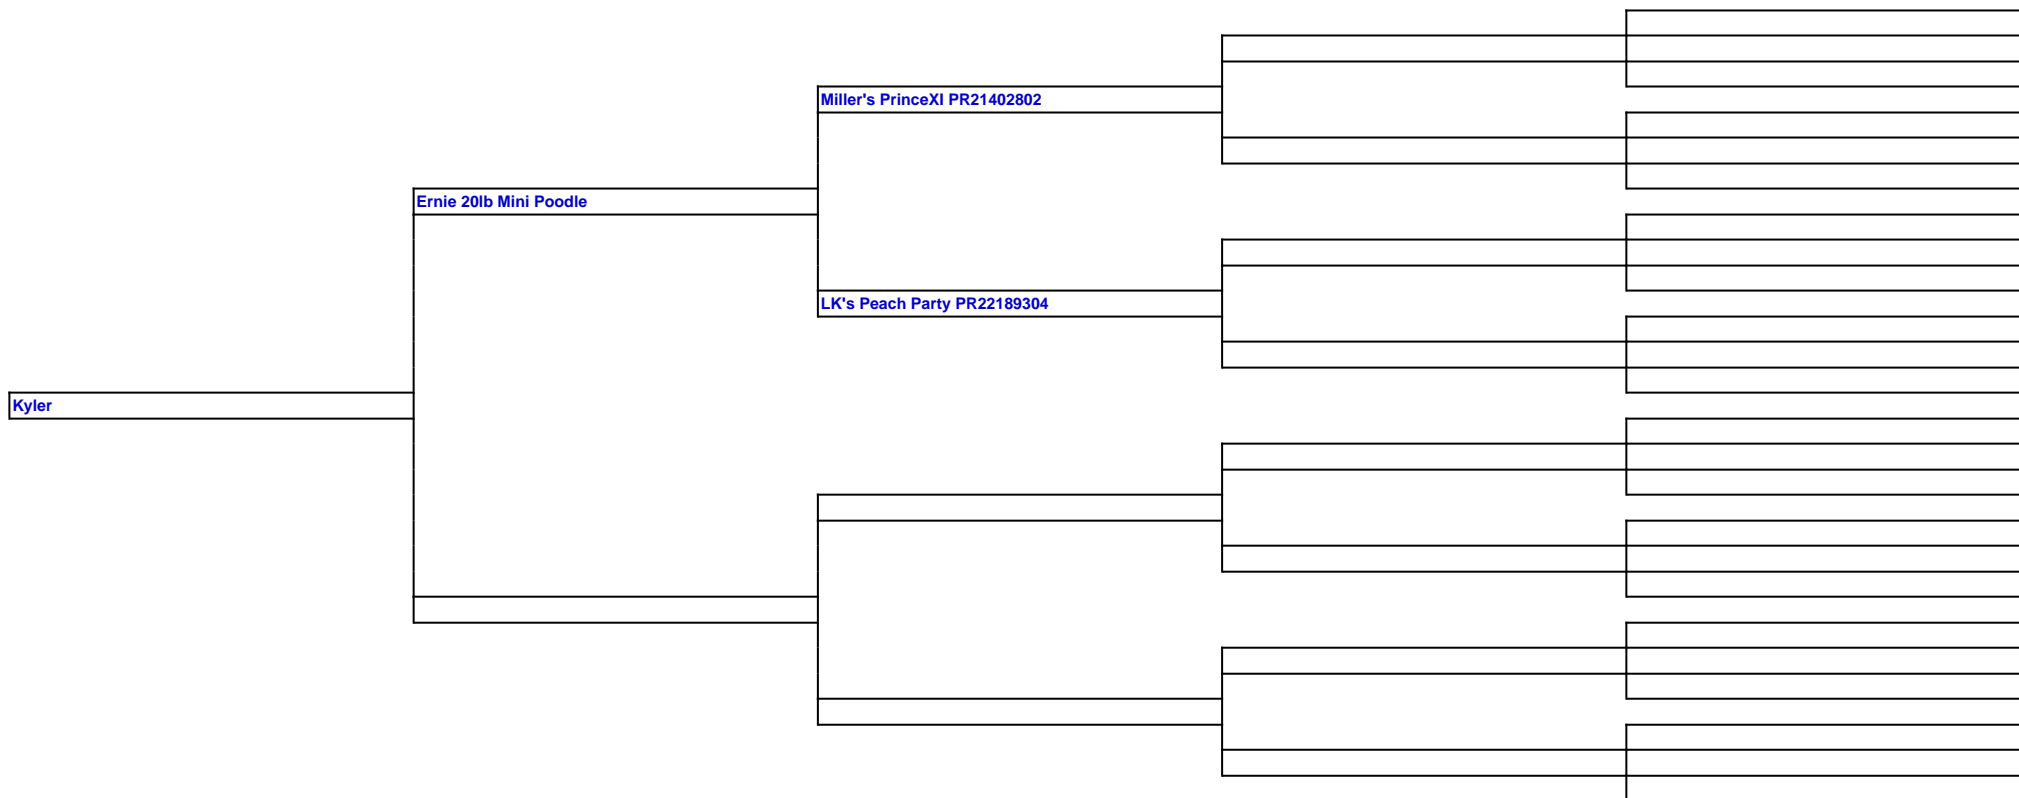 Miller's PrinceXI PR21402802
Ernie 20lb Mini Poodle
LK's Peach Party PR22189304
Kyler